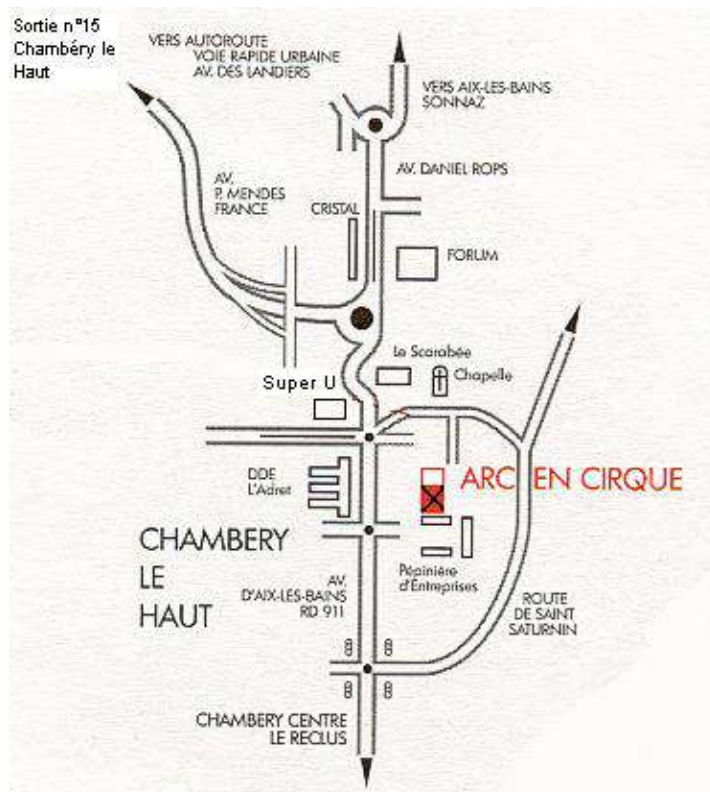 Sortie n°15
Chambéry le
Haut
VERS AUTOROUTE
VOIE RAPIDE URBAINE
AV. DES LANDIERS
VERS AIX-LES-BAINS
SONNAZ
AV. DANIEL ROPS
AV.
P. MENDES
FRANCE
CRISTAL
FORUM
Le Scarabée
Chapelle
Super U
DDE
L'Adret
ARC EN CIRQUE
CHAMBERY
LE
HAUT
Pépinière
d'Entreprises
AV.
D'AIX-LES-BAINS
RD 911
ROUTE
DE SAINT
SATURNIN
CHAMBERY CENTRE
LE RECLUS